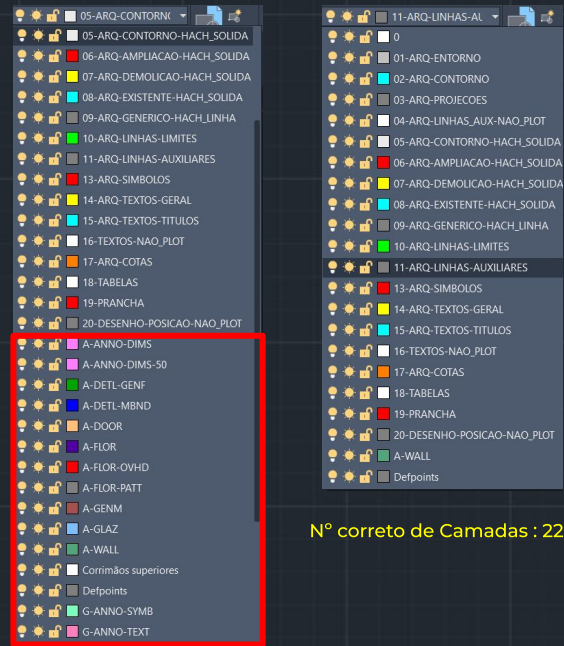 05-ARQ-CONTORN(
05-ARQ-CONTORNO-HACH_SOLIDA
06-ARQ-AMPLIACAO-HACH_SOLIDA
07-ARQ-DEMOLICAO-HACH_SOLIDA
08-ARQ-EXISTENTE-HACH_SOLIDA
09-ARQ-GENERICO-HACH_LINHA
10-ARQ-LINHAS-LIMITES
11-ARQ-LINHAS-AUXILIARES
13-ARQ-SIMBOLOS
14-ARQ-TEXTOS-GERAL
15-ARQ-TEXTOS-TITULOS
16-TEXTOS-NAO_PLOT
17-ARQ-COTAS
18-TABELAS
19-PRANCHA
20-DESENHO-POSICAO-NAO_PLOT
A-ANNO-DIMS
A-ANNO-DIMS-50
A-DETL-GENF
A-DETL-MBND
A-DOOR
A-FLOR
A-FLOR-OVHD
A-FLOR-PATT
A-GENM
A-GLAZ
A-WALL
Corrimãos superiores
Defpoints
G-ANNO-SYMB
G-ANNO-TEXT
11-ARQ-LINHAS-AL
0
01-ARQ-ENTORNO
02-ARQ-CONTORNO
03-ARQ-PROJECOES
04-ARQ-LINHAS_AUX-NAO_PLOT
05-ARQ-CONTORNO-HACH_SOLIDA
06-ARQ-AMPLIACAO-HACH_SOLIDA
07-ARQ-DEMOLICAO-HACH_SOLIDA
08-ARQ-EXISTENTE-HACH_SOLIDA
09-ARQ-GENERICO-HACH_LINHA
10-ARQ-LINHAS-LIMITES
11-ARQ-LINHAS-AUXILIARES
13-ARQ-SIMBOLOS
14-ARQ-TEXTOS-GERAL
15-ARQ-TEXTOS-TITULOS
16-TEXTOS-NAO_PLOT
17-ARQ-COTAS
18-TABELAS
19-PRANCHA
20-DESENHO-POSICAO-NAO_PLOT
A-WALL
Defpoints
Nº correto de Camadas : 22